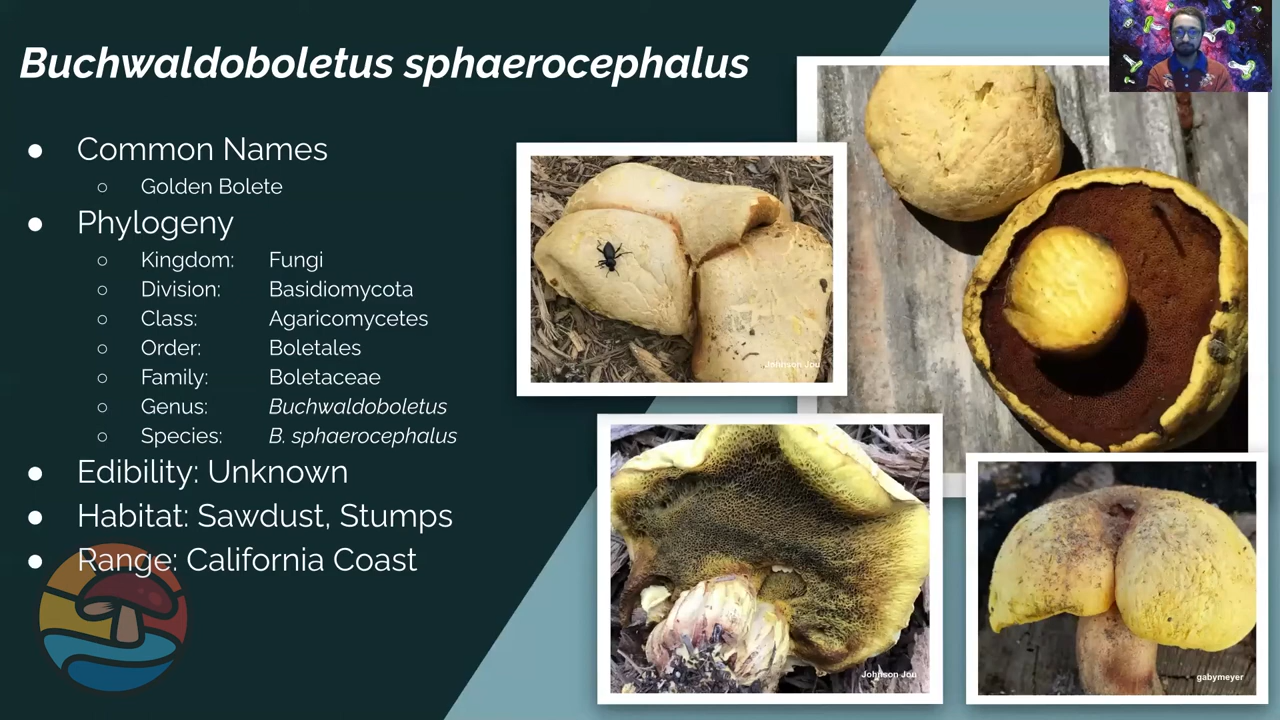 Buchwaldoboletus sphaerocephalus
● Common Names
○ Golden Bolete
● Phylogeny
○ Kingdom: Fungi
○ Division: Basidiomycota
○ Class: Agaricomycetes
○ Order: Boletales
○ Family: Boletaceae
○ Genus: Buchwaldoboletus
○ Species: B. sphaerocephalus
● Edibility: Unknown
● Habitat: Sawdust, Stumps
● Range: California Coast
Johnson Jou
Johnson Jou
gabymeyer